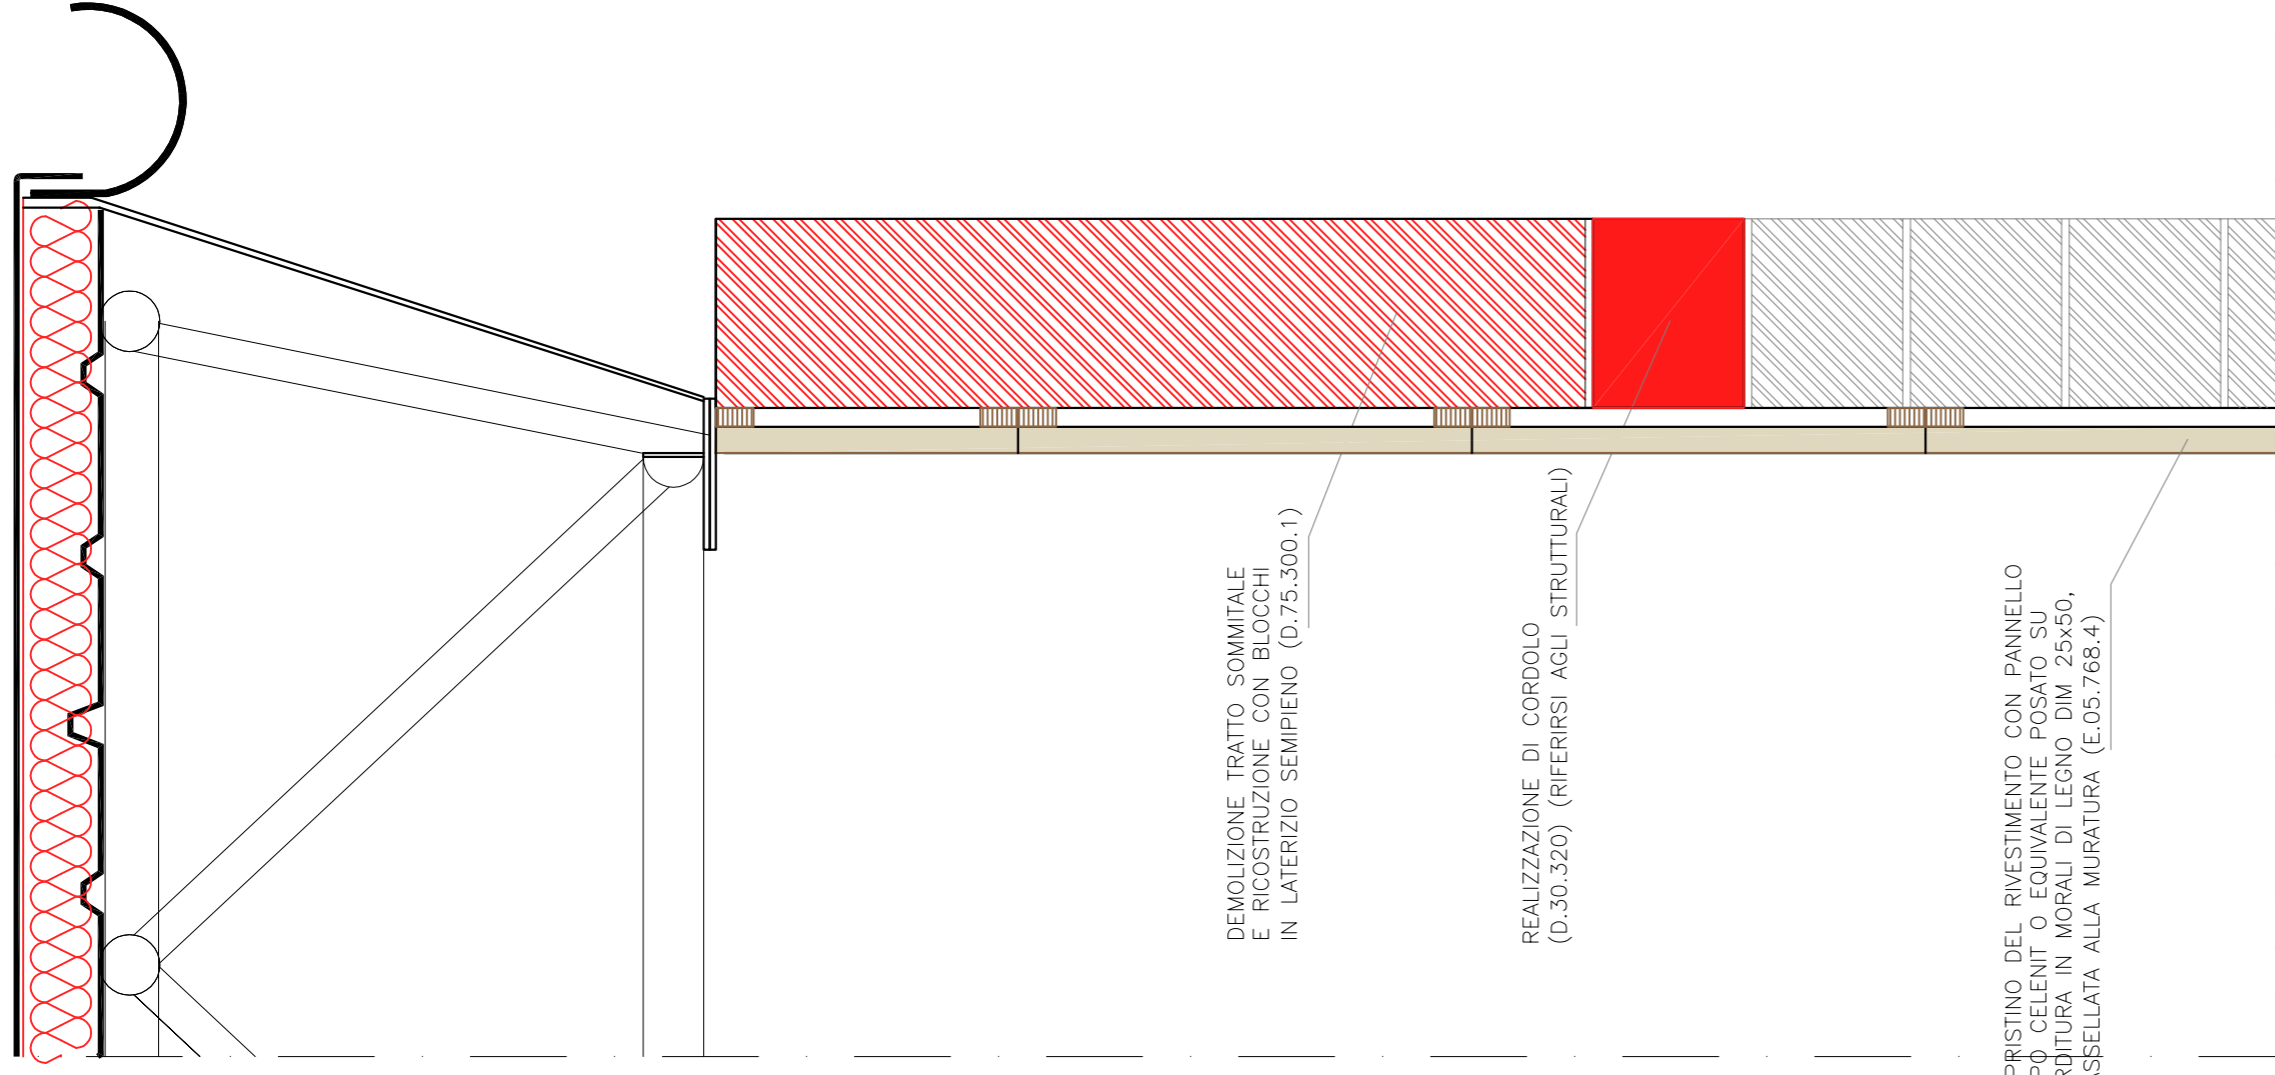 DEMOLIZIONE TRATTO SOMMITALE
E RICOSTRUZIONE CON BLOCCHI
IN LATERIZIO SEMIPIENO (D.75.300.1)
REALIZZAZIONE DI CORDOLO
(D.30.320) (RIFERIRSI AGLI STRUTTURALI)
PRISTINO DEL RIVESTIMENTO CON PANNELLO
PO CELENIT O EQUIVALENTE POSATO SU
RDITURA IN MORALI DI LEGNO DIM 25x50,
ASSELLATA ALLA MURATURA (E.05.768.4)